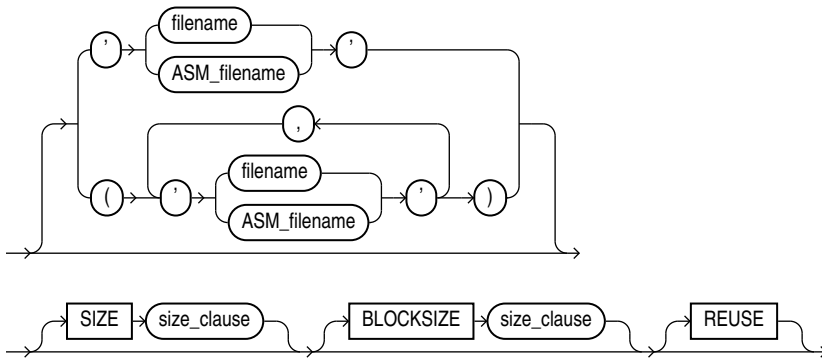 filename
' '
ASM_filename
,
filename
( ' ' )
ASM_filename
SIZE size_clause BLOCKSIZE size_clause REUSE